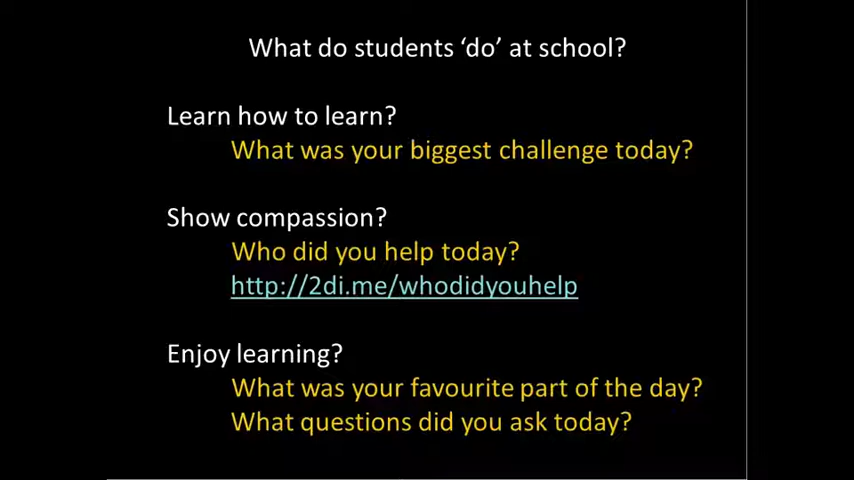 What do students ‘do’ at school?
Learn how to learn?
What was your biggest challenge today?
Show compassion?
Who did you help today?
http://2di.me/whodidyouhelp
Enjoy learning?
What was your favourite part of the day?
What questions did you ask today?